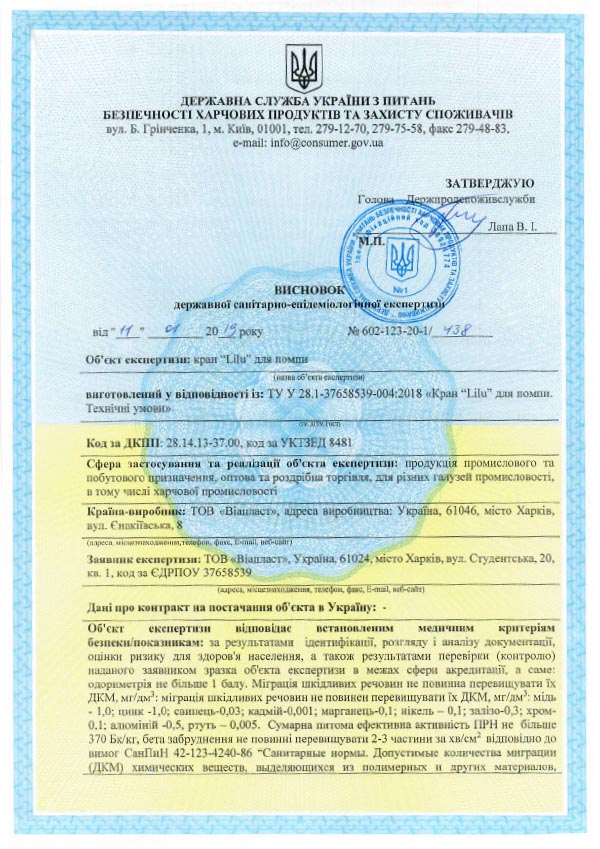 ДЕРЖАВНА СЛУЖБА УКРАЇНИ З ПИТАНЬ
БЕЗПЕЧНОСТІ ХАРЧОВИХ ПРОДУКТІВ ТА ЗАХИСТУ СПОЖИВАЧІВ
вул. Б. Грінченка, 1, м. Київ, 01001, тел. 279-12-70, 279-75-58, факс 279-48-83,
e-mail: info@consumer.gov.ua
ЗАТВЕРДЖУЮ
Голова Держпродспоживслужби
Лапа В. І.
М.П.
№1
ВИСНОВОК
державної санітарно-епідеміологічної експертизи
від "11" 01 2019 року № 602-123-20-1/ 438
Об'єкт експертизи: кран “Lilu” для помпи
(назва об'єкта експертизи)
виготовлений у відповідності із: ТУ У 28.1-37658539-004:2018 «Кран “Lilu” для помпи.
Технічні умови»
Код за ДКПП: 28.14.13-37.00, код за УКТЗЕД 8481
Сфера застосування та реалізації об'єкта експертизи: продукція промислового та
побутового призначення, оптова та роздрібна торгівля, для різних галузей промисловості,
в тому числі харчової промисловості
Країна-виробник: ТОВ «Віапласт», адреса виробництва: Україна, 61046, місто Харків,
вул. Єнакіївська, 8
(адреса, місцезнаходження, телефон, факс, E-mail, веб-сайт)
Заявник експертизи: ТОВ «Віапласт», Україна, 61024, місто Харків, вул. Студентська, 20,
кв. 1, код за ЄДРПОУ 37658539
(адреса, місцезнаходження, телефон, факс, E-mail, веб-сайт)
Дані про контракт на постачання об'єкта в Україну: -
Об'єкт експертизи відповідає встановленим медичним критеріям
безпеки/показникам: за результатами ідентифікації, розгляду і аналізу документації,
оцінки ризику для здоров'я населення, а також результатами перевірки (контролю)
наданого заявником зразка об'єкта експертизи в межах сфери акредитації, а саме:
одориметрія не більше 1 балу. Міграція шкідливих речовин не повинна перевищувати їх
ДКМ, мг/дм³: міграція шкідливих речовин не повинен перевищувати їх ДКМ, мг/дм³: мідь
- 1,0; цинк -1,0; свинець-0,03; кадмій-0,001; марганець-0,1; нікель – 0,1; залізо-0,3; хром-
0,1; алюміній -0,5, ртуть – 0,005. Сумарна питома ефективна активність ПРН не більше
370 Бк/кг, бета забруднення не повинні перевищувати 2-3 частини за хв/см² відповідно до
вимог СанПиН 42-123-4240-86 “Санитарные нормы. Допустимые количества миграции
(ДКМ) химических веществ, выделяющихся из полимерных и других материалов,